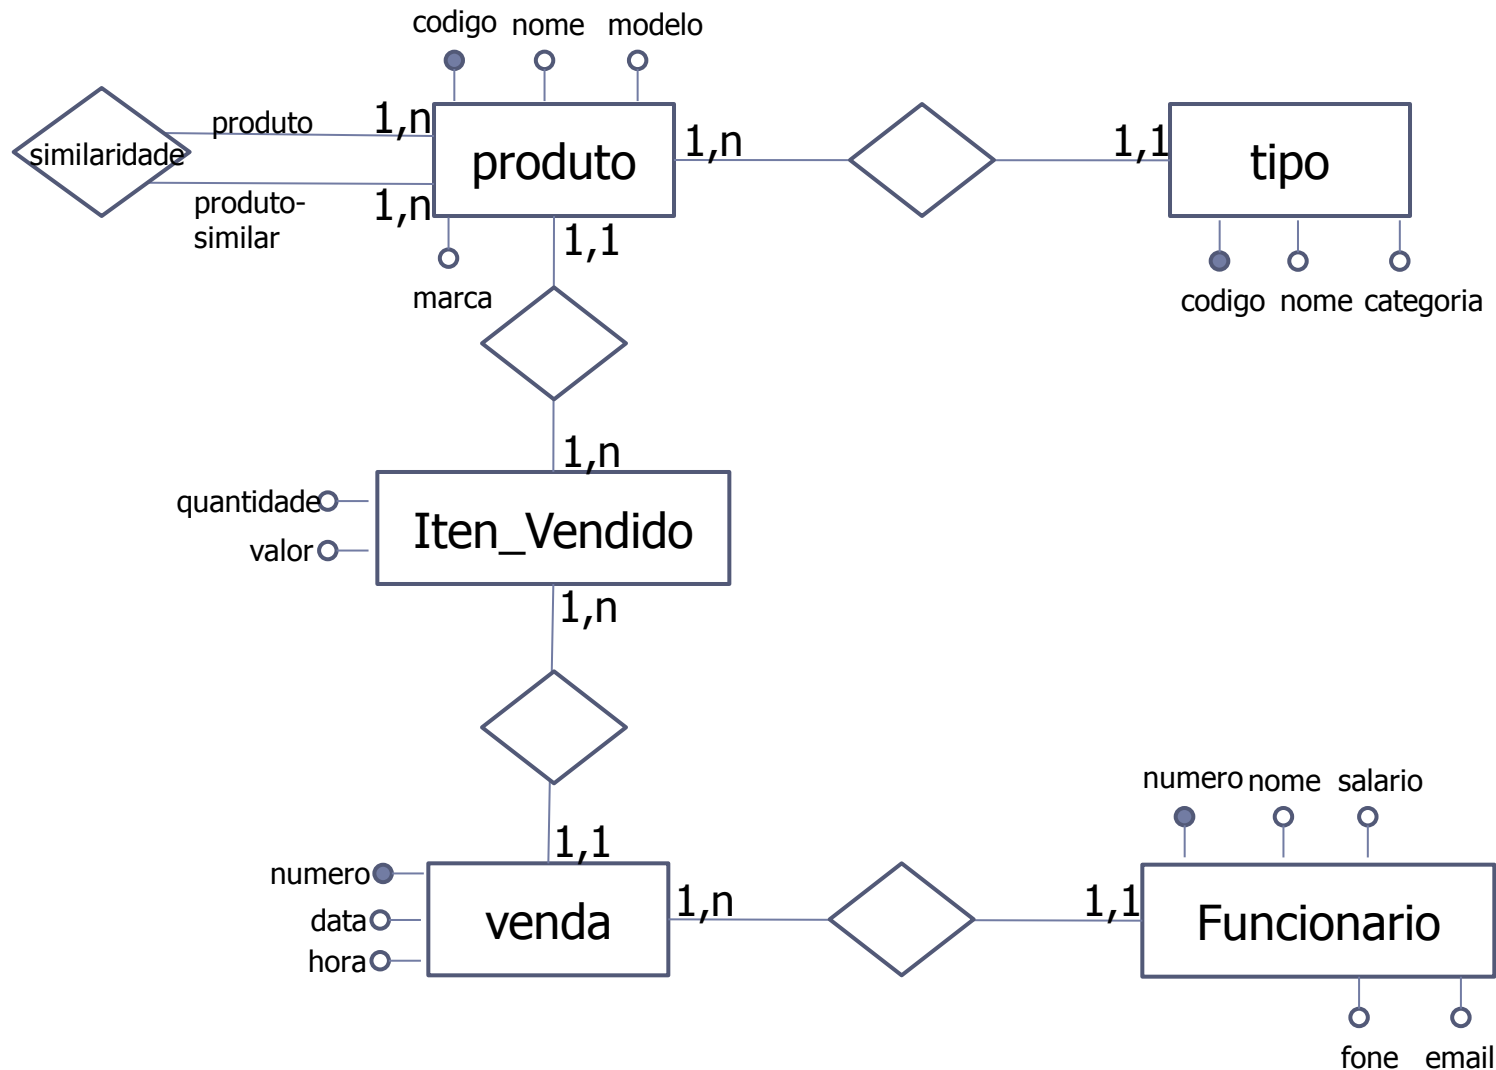 codigo nome modelo
produto 1,n
similaridade
produto
1,n
1,1
tipo
produto-
similar
1,n
1,1
marca
codigo nome categoria
1,n
quantidade
Iten_Vendido
valor
1,n
numero nome salario
1,1
numero
data
hora
venda
1,n
1,1
Funcionario
fone email